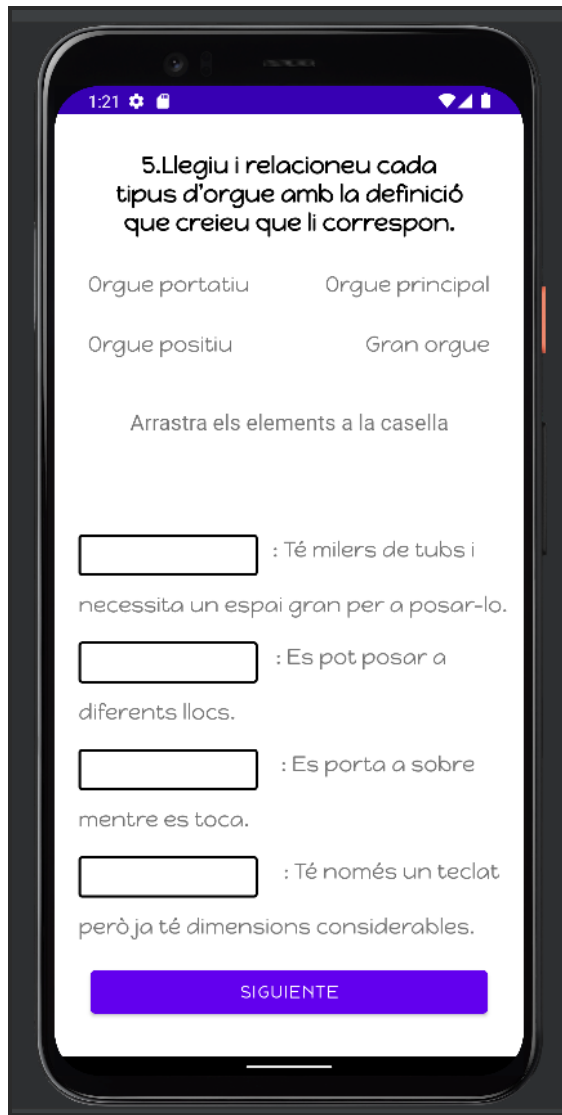 1:21
5.Llegiu i relacioneu cada
tipus d'orgue amb la definició
que creieu que li correspon.
Orgue portatiu
Orgue principal
Orgue positiu
Gran orgue
Arrastra els elements a la casella
: Té milers de tubs i
necessita un espai gran per a posar-lo.
: Es pot posar a
diferents llocs.
: Es porta a sobre
mentre es toca.
: Té només un teclat
però ja té dimensions considerables.
SIGUIENTE